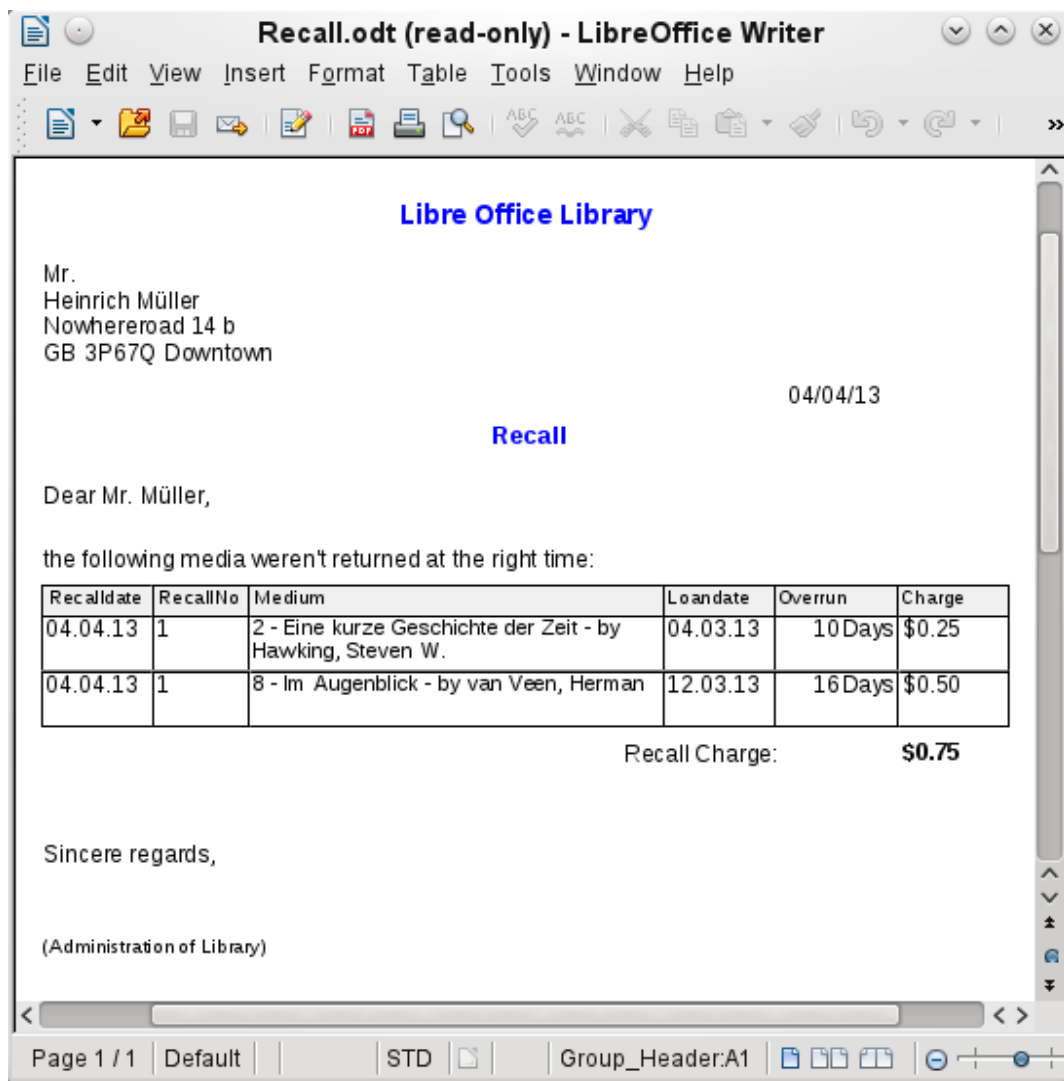 Recall.odt (read-only) - LibreOffice Writer
File Edit View Insert Format Table Tools Window Help
Libre Office Library
Mr.
Heinrich Müller
Nowhereroad 14 b
GB 3P67Q Downtown
04/04/13
Recall
Dear Mr. Müller,
the following media weren't returned at the right time:
Recalldate RecallNo Medium Loandate Overrun Charge
04.04.13 1 2 - Eine kurze Geschichte der Zeit - by 04.03.13 10 Days $0.25
Hawking, Steven W.
04.04.13 1 8 - Im Augenblick - by van Veen, Herman 12.03.13 16 Days $0.50
Recall Charge: $0.75
Sincere regards,
(Administration of Library)
Page 1 / 1 Default STD Group_Header:A1